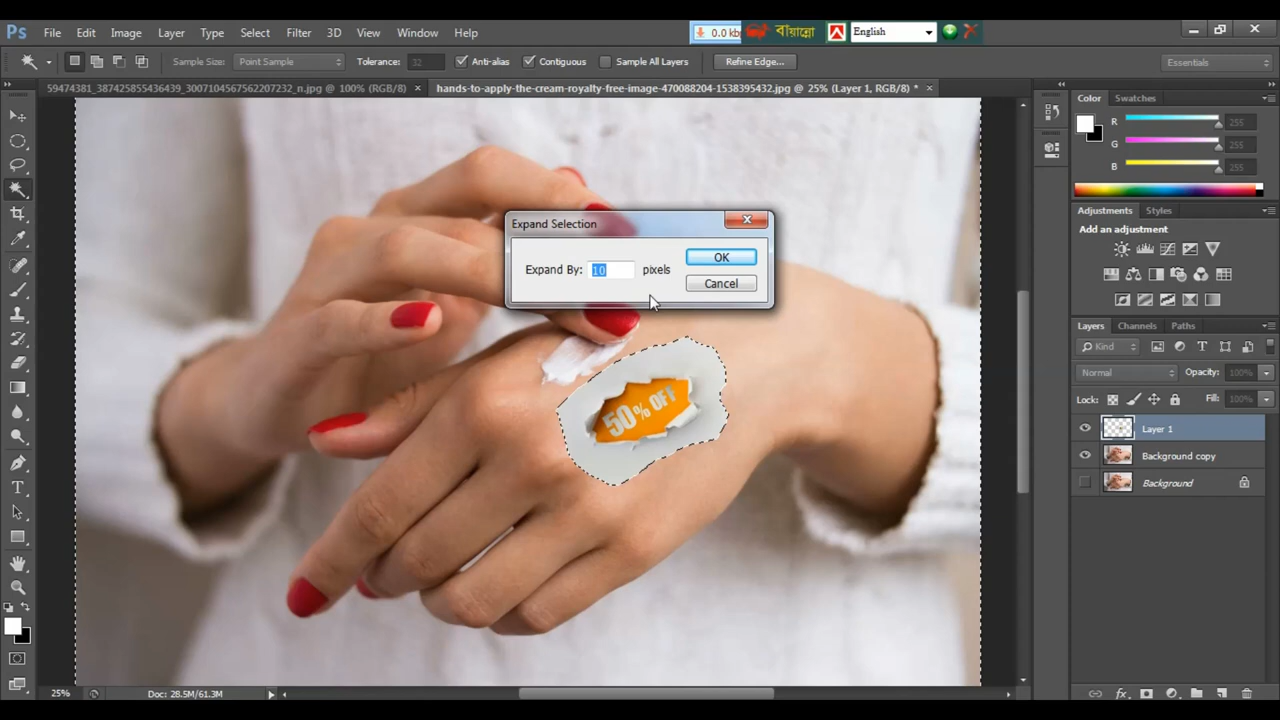 Ps File Edit Image Layer Type Select Filter 3D View Window Help
0.0 kb বায়ান্নো English
Sample Size: Point Sample Tolerance: 32 Anti-alias Contiguous Sample All Layers Refine Edge... Essentials
59474381_387425855436439_3007104567562207232_n.jpg @ 100% (RGB/8) × hands-to-apply-the-cream-royalty-free-image-470088204-1538395432.jpg @ 25% (Layer 1, RGB/8) * ×
Color Swatches
R 255
G 255
B 255
Adjustments Styles
Add an adjustment
Expand Selection
Expand By: 10 pixels
OK
Cancel
50% OFF
Layers Channels Paths
Kind
Normal Opacity: 100%
Lock: Fill: 100%
Layer 1
Background copy
Background
25% Doc: 28.5M/61.3M